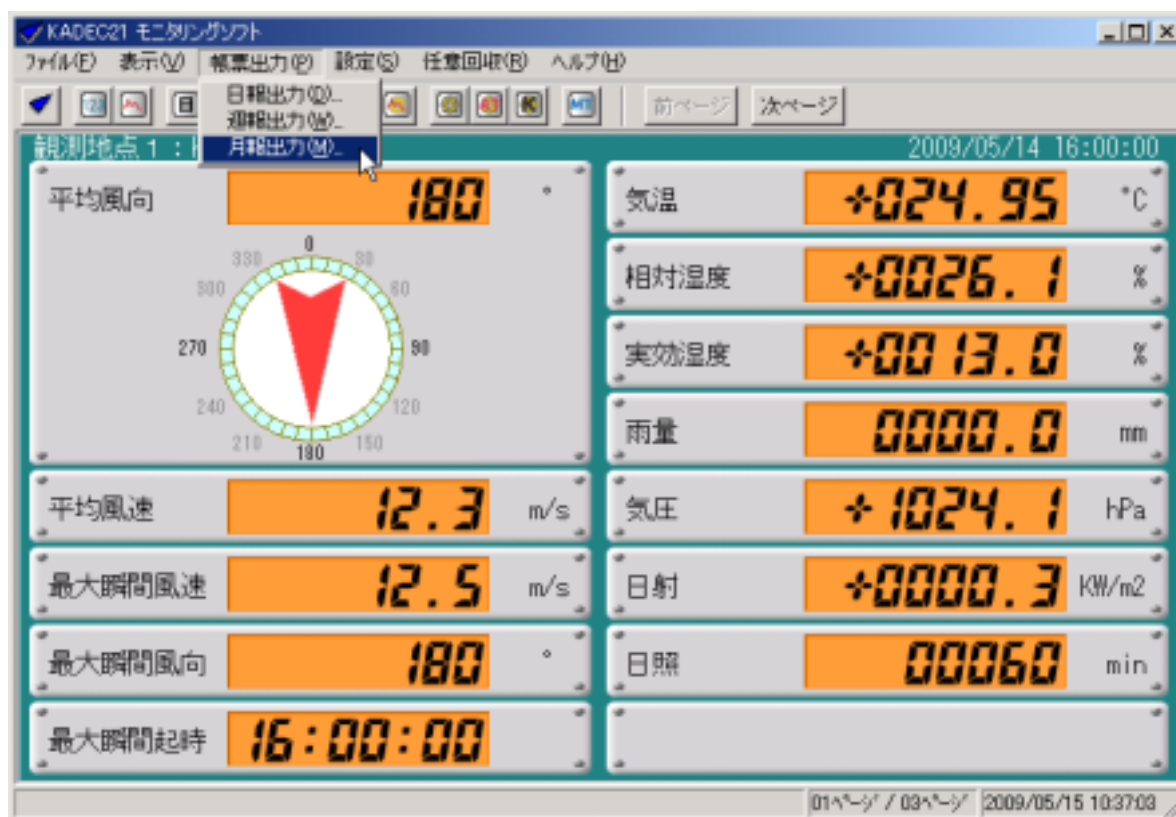 KADEC21 モニタリングソフト
ファイル(F) 表示(V) 帳票出力(P) 設定(S) 任意回収(R) ヘルプ(H)
日報出力(D)...
週報出力(W)...
月報出力(M)...
123 日 MT 前ページ 次ページ
観測地点1: 2009/05/14 16:00:00
平均風向 180 °
0
30
60
90
120
150
180
210
240
270
300
330
平均風速 12.3 m/s
最大瞬間風速 12.5 m/s
最大瞬間風向 180 °
最大瞬間起時 16:00:00
気温 +024.95 ℃
相対湿度 +0026.1 %
実効湿度 +0013.0 %
雨量 0000.0 mm
気圧 +1024.1 hPa
日射 +0000.3 KW/m2
日照 00060 min
01ページ / 03ページ 2009/05/15 10:37:03